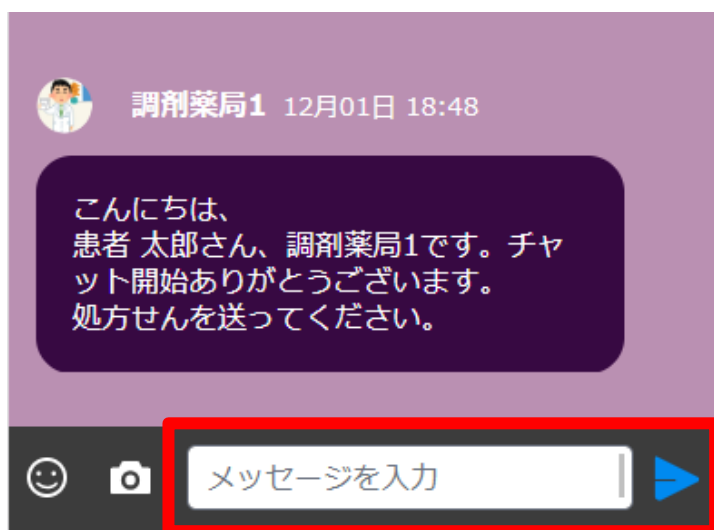 調剤薬局1 12月01日 18:48
こんにちは、
患者 太郎さん、調剤薬局1です。チャ
ット開始ありがとうございます。
処方せんを送ってください。
メッセージを入力